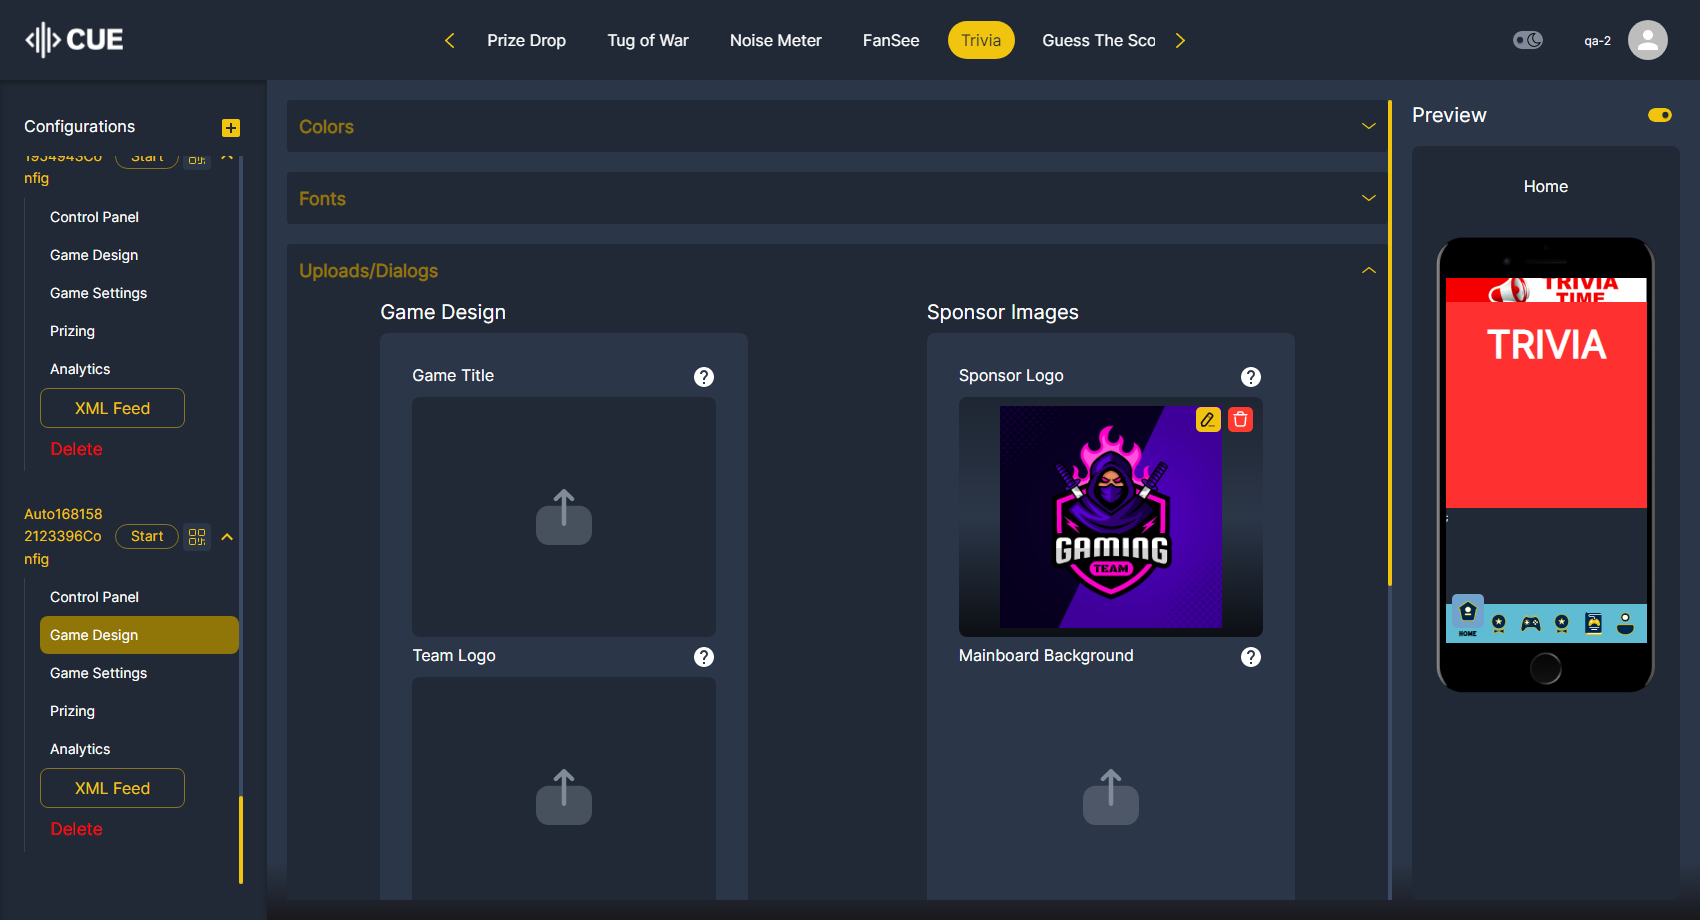 CUE
Prize Drop
Tug of War
Noise Meter
FanSee
Trivia
Guess The Sco
qa-2
Configurations
1954943Co
nfig
Start
Control Panel
Game Design
Game Settings
Prizing
Analytics
XML Feed
Delete
Auto168158
2123396Co
nfig
Start
Control Panel
Game Design
Game Settings
Prizing
Analytics
XML Feed
Delete
Colors
Fonts
Uploads/Dialogs
Game Design
Game Title
?
Team Logo
?
Sponsor Images
Sponsor Logo
?
GAMING
TEAM
Mainboard Background
?
Preview
Home
TRIVIA
TIME
TRIVIA
HOME